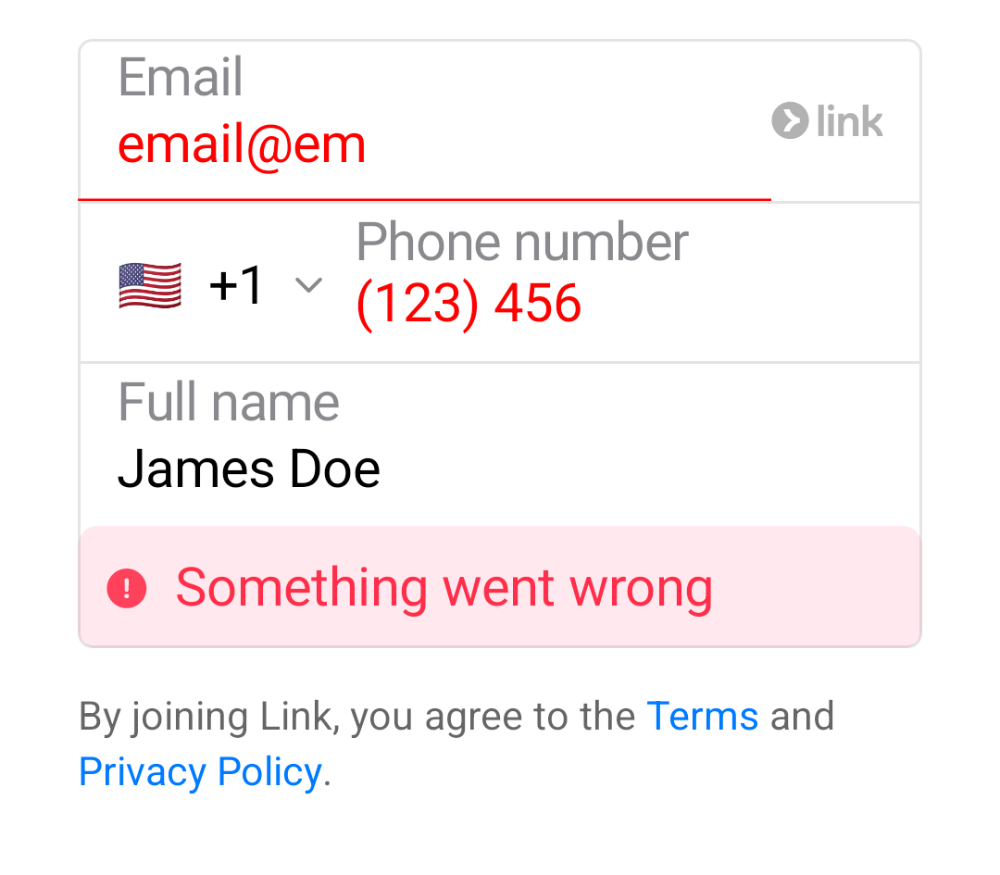 Email
email@em
link
Phone number
+1
(123) 456
Full name
James Doe
Something went wrong
By joining Link, you agree to the Terms and
Privacy Policy.